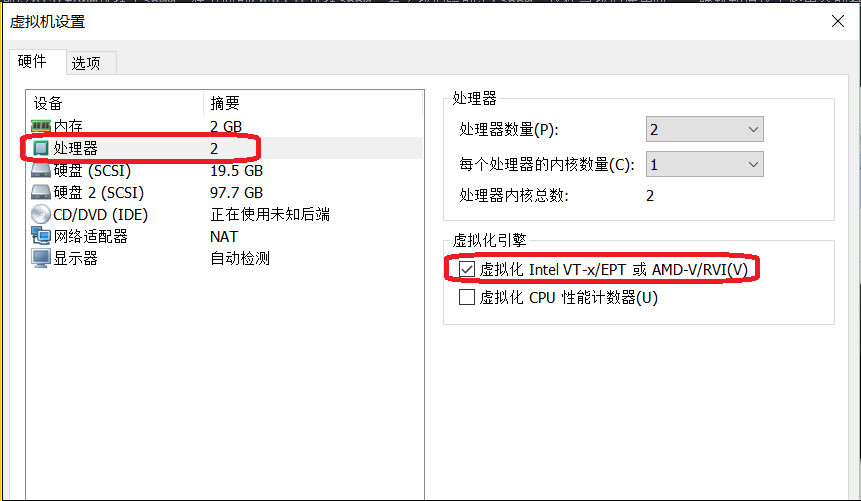 虚拟机设置
硬件 选项
设备 摘要
内存 2 GB
处理器 2
硬盘 (SCSI) 19.5 GB
硬盘 2 (SCSI) 97.7 GB
CD/DVD (IDE) 正在使用未知后端
网络适配器 NAT
显示器 自动检测
处理器
处理器数量(P): 2
每个处理器的内核数量(C): 1
处理器内核总数: 2
虚拟化引擎
虚拟化 Intel VT-x/EPT 或 AMD-V/RVI(V)
虚拟化 CPU 性能计数器(U)